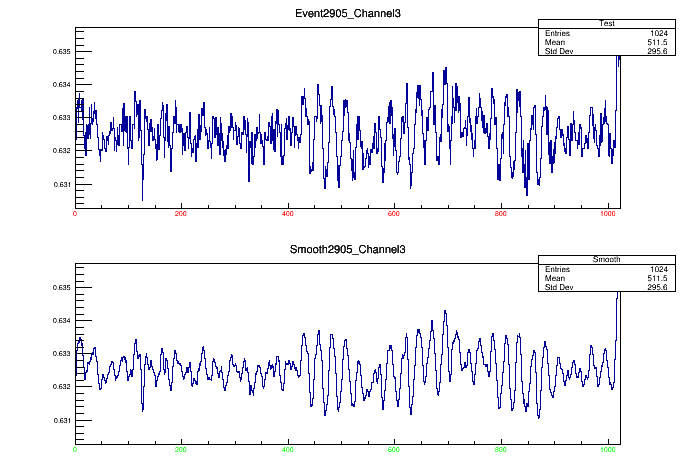 Event2905_Channel3
Test
Entries 1024
Mean 511.5
Std Dev 295.6
0.635
0.634
0.633
0.632
0.631
0 200 400 600 800 1000
Smooth2905_Channel3
Smooth
Entries 1024
Mean 511.5
Std Dev 295.6
0.635
0.634
0.633
0.632
0.631
0 200 400 600 800 1000